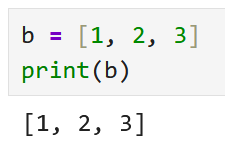 b = [1, 2, 3]
print(b)
[1, 2, 3]